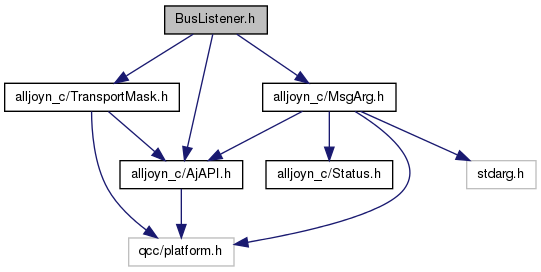 BusListener.h
alljoyn_c/TransportMask.h
alljoyn_c/MsgArg.h
alljoyn_c/AjAPI.h
alljoyn_c/Status.h
stdarg.h
qcc/platform.h